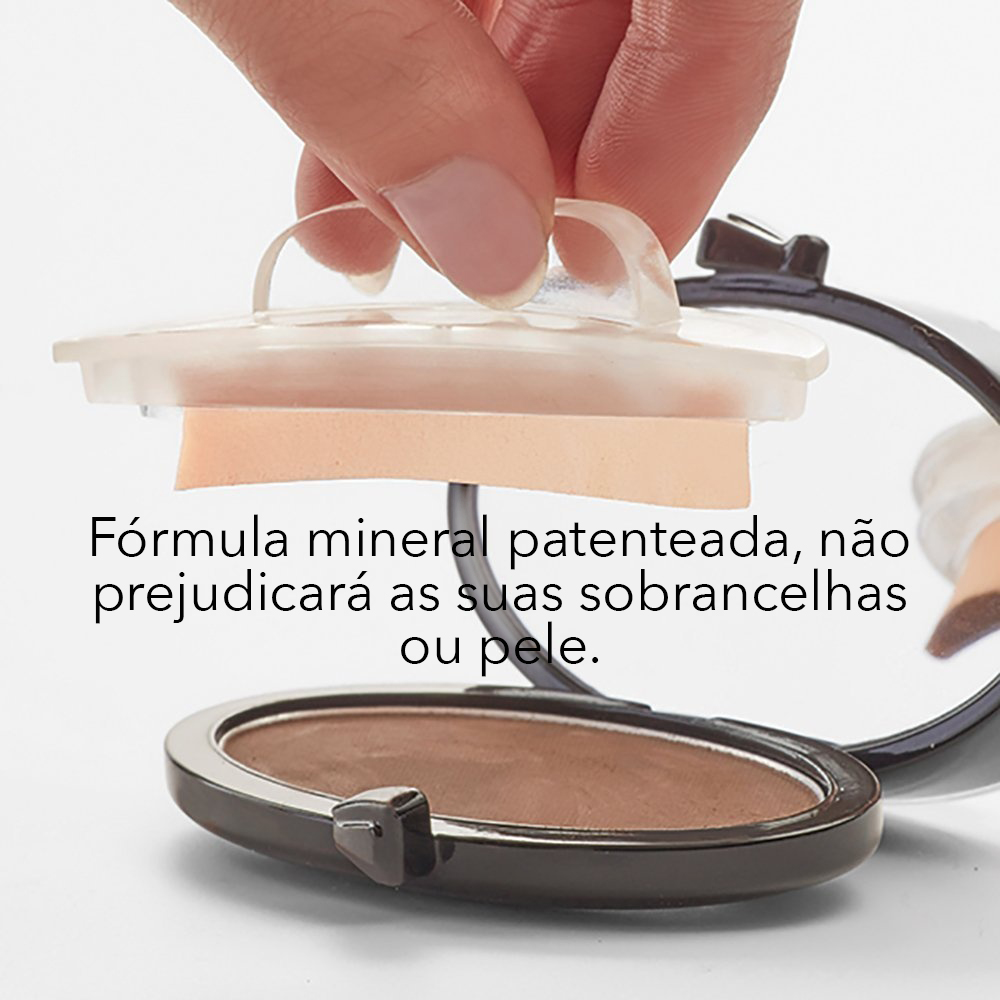 Fórmula mineral patenteada, não
prejudicará as suas sobrancelhas
ou pele.